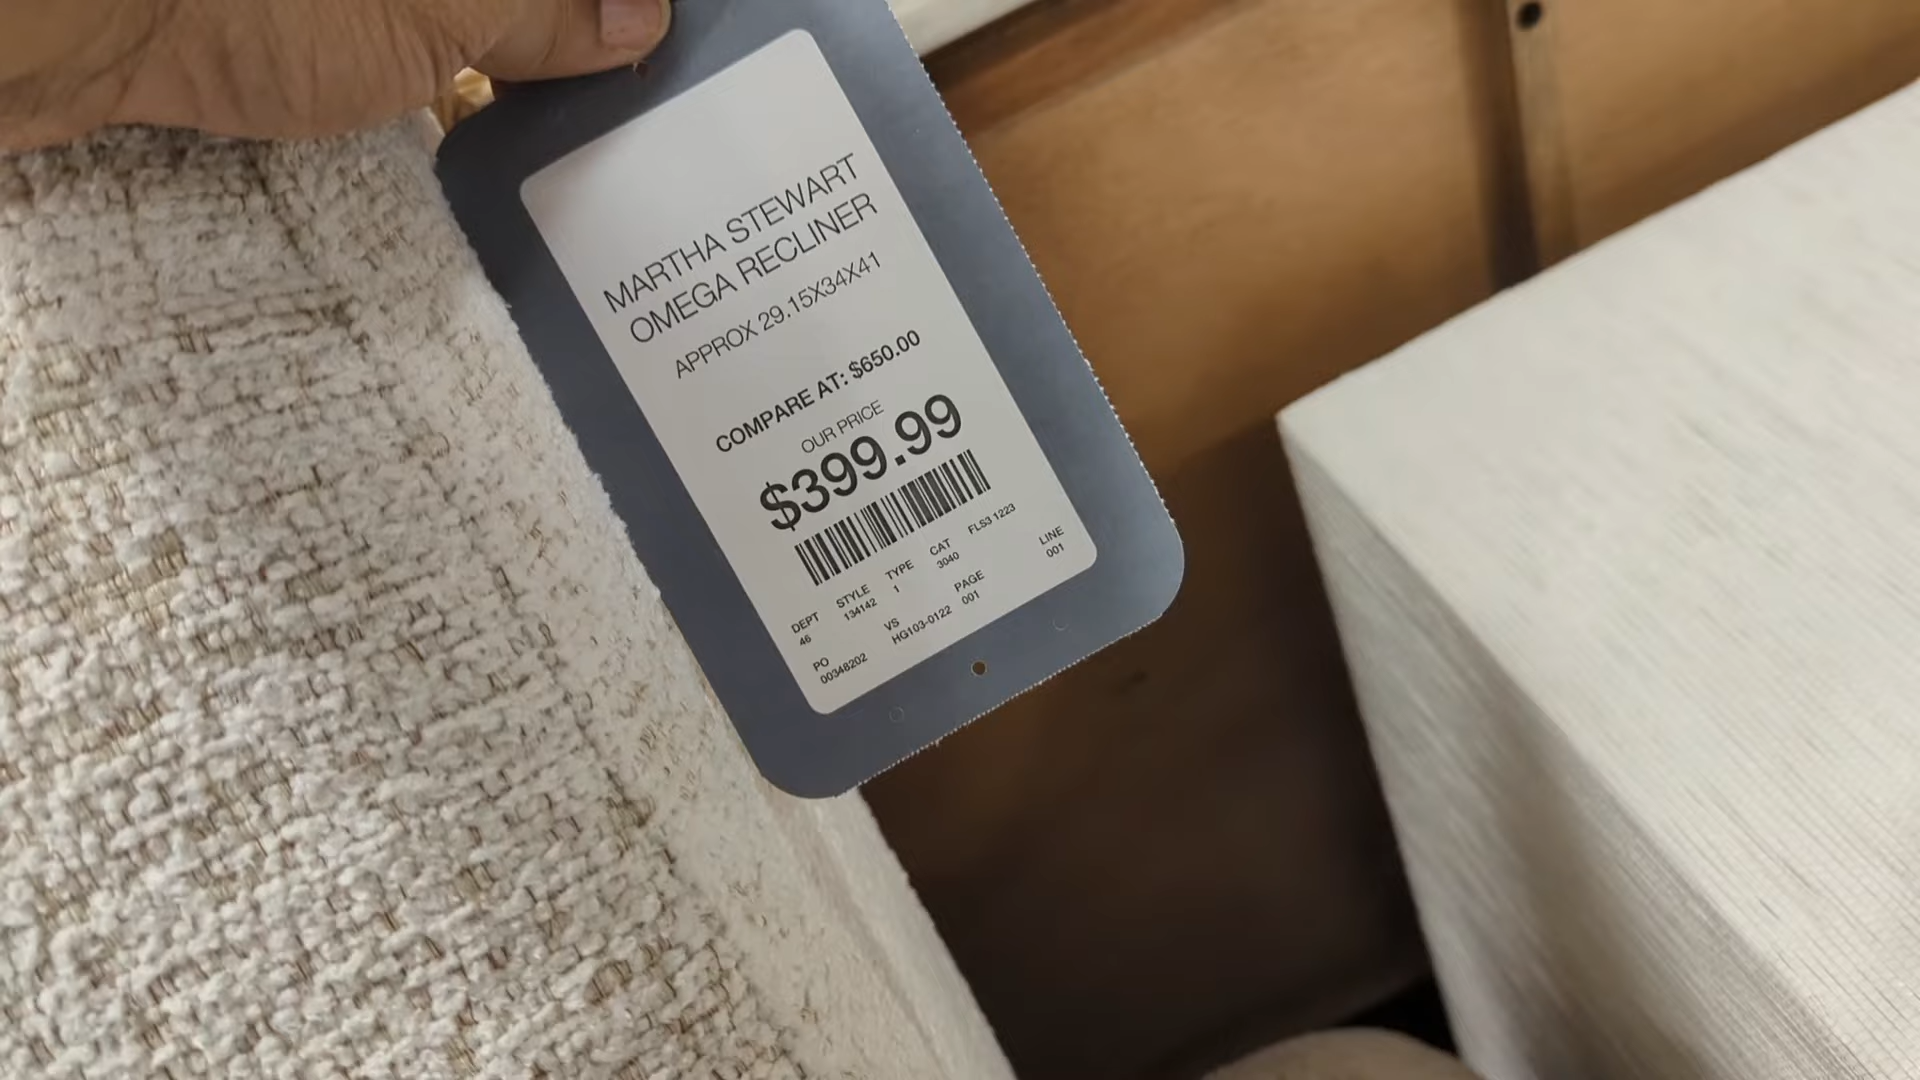 MARTHA STEWART
OMEGA RECLINER
APPROX 29.15X34X41
COMPARE AT: $650.00
OUR PRICE
$399.99
DEPT STYLE TYPE CAT FLS3 1223
46 134142 1 3040
PO VS PAGE LINE
00348202 HG103-0122 001 001